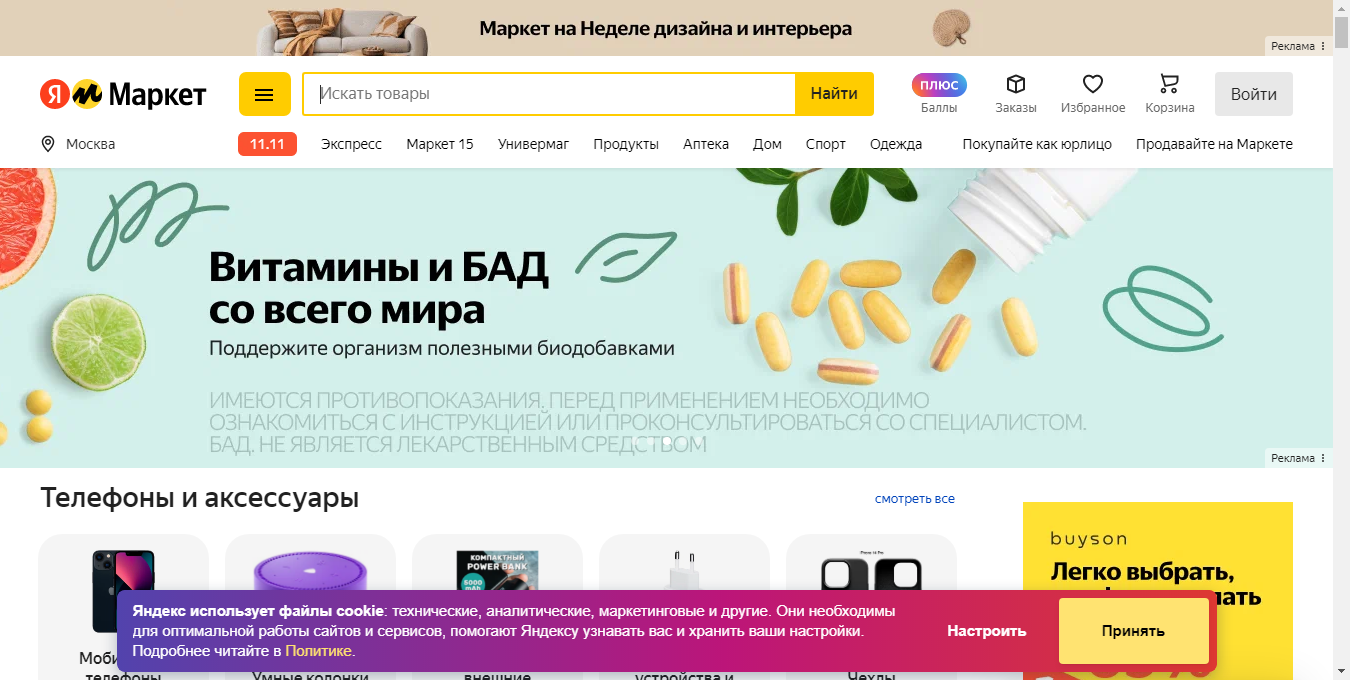 Маркет на Неделе дизайна и интерьера
Реклама
Я Маркет
Искать товары
Найти
плюс
Баллы
Заказы
Избранное
Корзина
Войти
Москва
11.11
Экспресс
Маркет 15
Универмаг
Продукты
Аптека
Дом
Спорт
Одежда
Покупайте как юрлицо
Продавайте на Маркете
Витамины и БАД
со всего мира
Поддержите организм полезными биодобавками
ИМЕЮТСЯ ПРОТИВОПОКАЗАНИЯ. ПЕРЕД ПРИМЕНЕНИЕМ НЕОБХОДИМО
ОЗНАКОМИТЬСЯ С ИНСТРУКЦИЕЙ ИЛИ ПРОКОНСУЛЬТИРОВАТЬСЯ СО СПЕЦИАЛИСТОМ.
БАД. НЕ ЯВЛЯЕТСЯ ЛЕКАРСТВЕННЫМ СРЕДСТВОМ
Реклама
Телефоны и аксессуары
смотреть все
buyson
Легко выбрать,
КОМПАКТНЫЙ
POWER BANK
5000
mAh
iPhone 14 Pro
Яндекс использует файлы cookie: технические, аналитические, маркетинговые и другие. Они необходимы
для оптимальной работы сайтов и сервисов, помогают Яндексу узнавать вас и хранить ваши настройки.
Подробнее читайте в Политике.
Настроить
Принять
телефоны
Умные колонки
внешние
устройства и
Чехлы